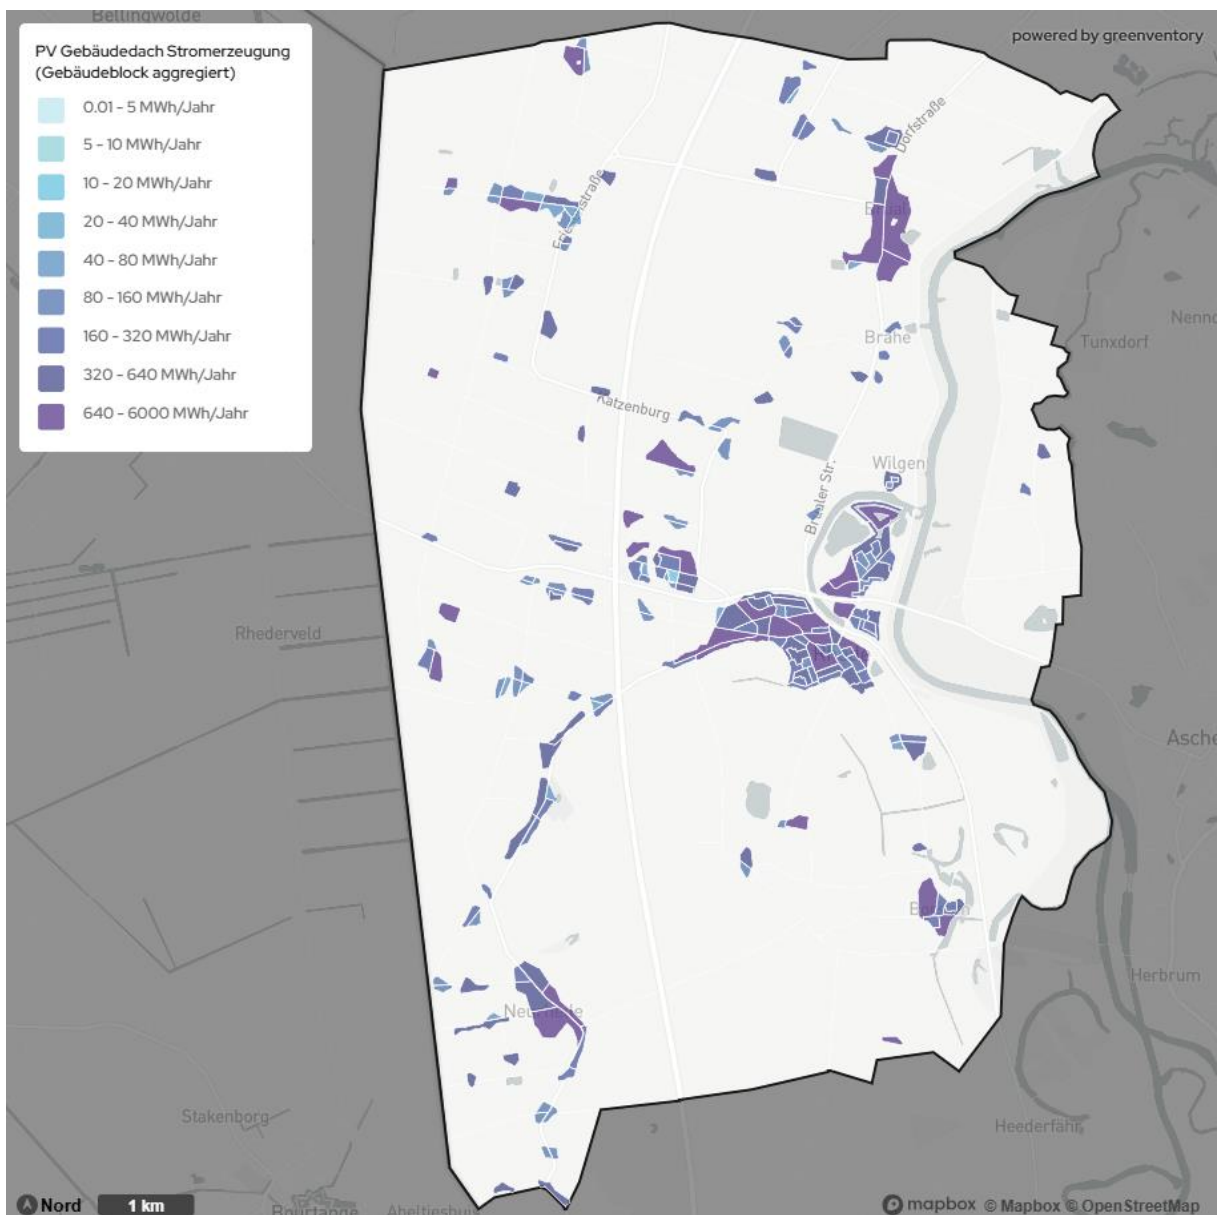 Bellingwolde
powered by greenventory
PV Gebäudedach Stromerzeugung
(Gebäudeblock aggregiert)
0.01 - 5 MWh/Jahr
5 - 10 MWh/Jahr
10 - 20 MWh/Jahr
20 - 40 MWh/Jahr
40 - 80 MWh/Jahr
80 - 160 MWh/Jahr
160 - 320 MWh/Jahr
320 - 640 MWh/Jahr
640 - 6000 MWh/Jahr
Dorfstraße
Brahe
Tunxdorf
Katzenburg
Wilgen
Brualer Str.
Rhederveld
Herbrum
Stakenborg
Heederfähr
Bourtange
Nord
1 km
mapbox © Mapbox © OpenStreetMap